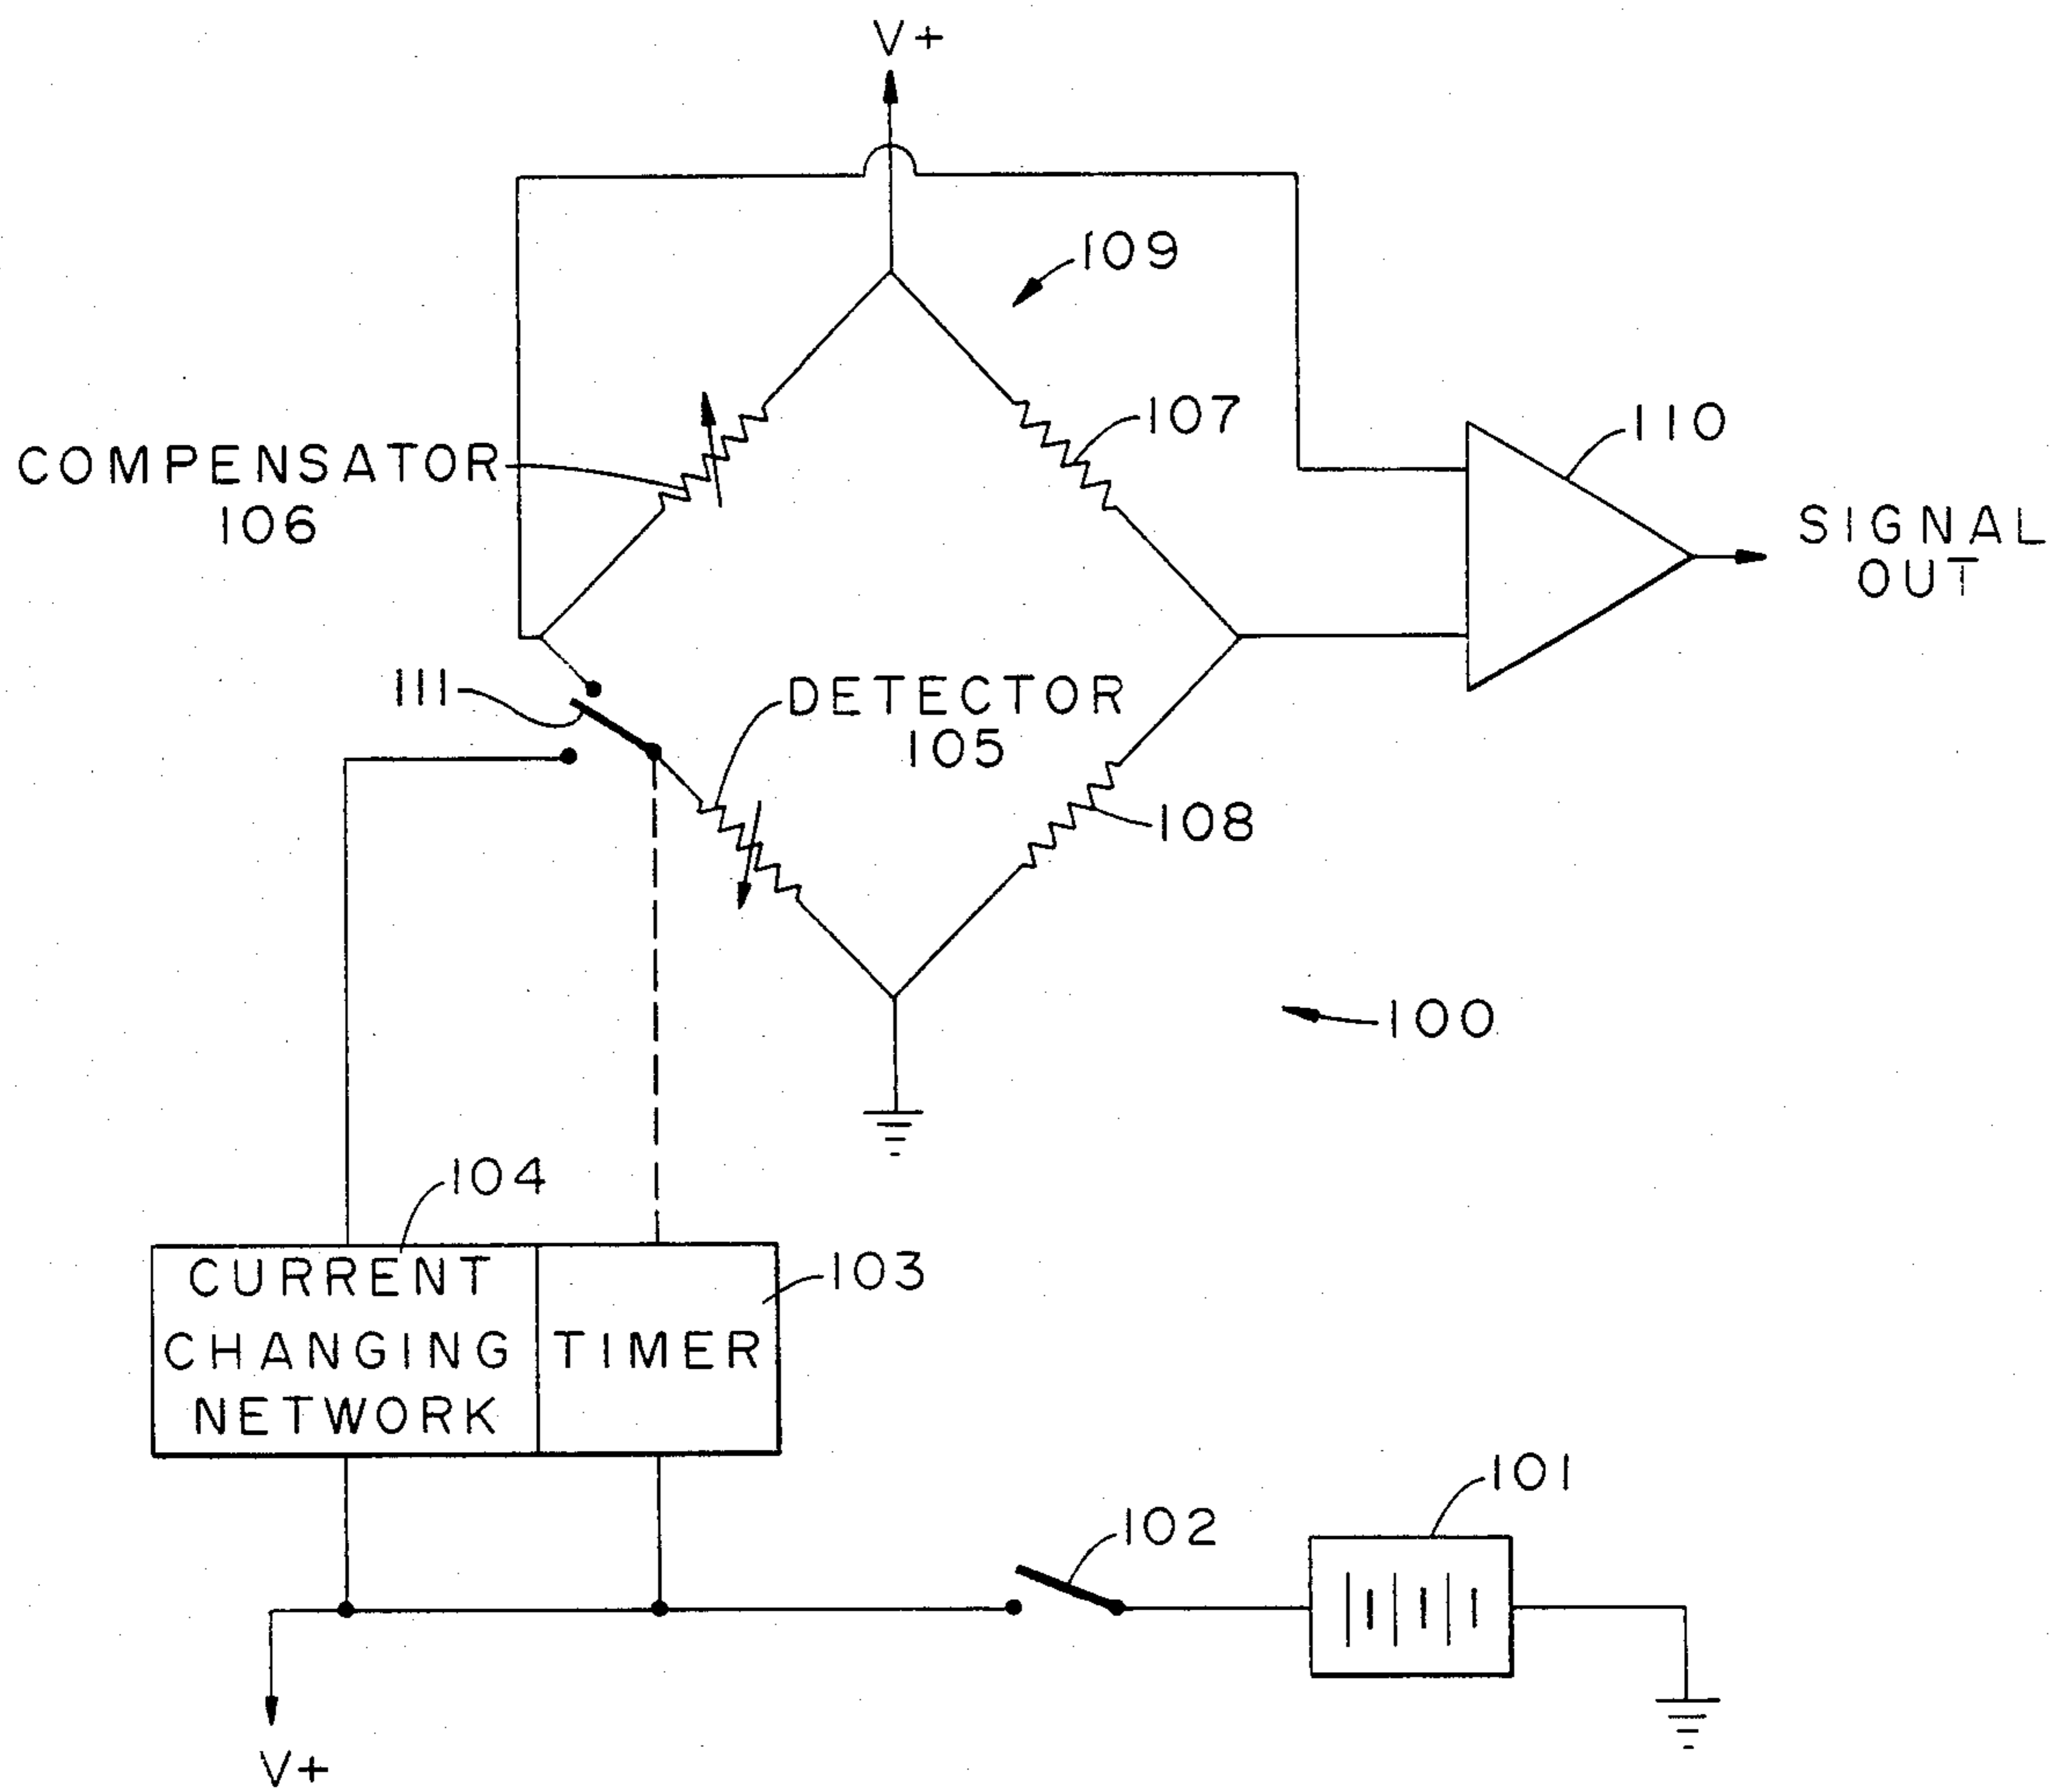 V+
109
107
COMPENSATOR
106
110
SIGNAL
OUT
111
DETECTOR
105
108
100
104
103
CURRENT
CHANGING
NETWORK
TIMER
101
102
V+